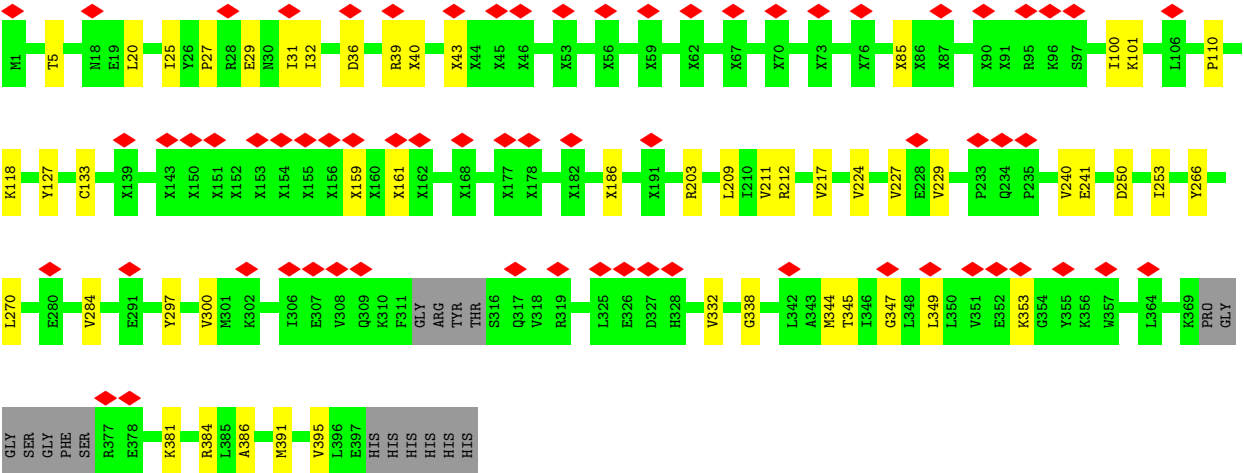 M1 T5 N18 E19 L20 I25 Y26 P27 R28 E29 N30 I31 I32 D36 R39 X40 X43 X44 X45 X46 X53 X56 X59 X62 X67 X70 X73 X76 X85 X86 X87 X90 X91 R95 K96 S97 I100 K101 L106 P110
K118 Y127 C133 X139 X143 X150 X151 X152 X153 X154 X155 X156 X159 X160 X161 X162 X168 X177 X178 X182 X186 X191 R203 L209 I210 V211 R212 V217 V224 V227 E228 V229 P233 Q234 P235 V240 E241 D250 I253 Y266
L270 E280 V284 E291 Y297 V300 M301 K302 I306 E307 V308 Q309 K310 F311 GLY ARG TYR THR S316 Q317 V318 R319 L325 E326 D327 H328 V332 G338 L342 A343 M344 T345 I346 G347 L348 L349 L350 V351 E352 K353 G354 Y355 K356 W357 L364 K369 PRO GLY
GLY SER GLY PHE SER R377 E378 K381 R384 L385 A386 M391 V395 L396 E397 HIS HIS HIS HIS HIS HIS